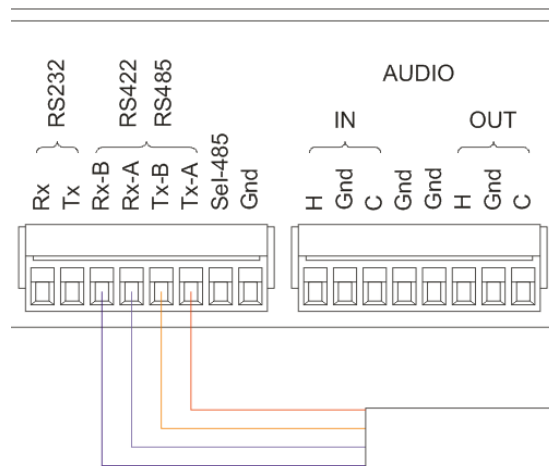 AUDIO
RS232
RS422
RS485
IN
OUT
Rx
Tx
Rx-B
Rx-A
Tx-B
Tx-A
Sel-485
Gnd
H
Gnd
C
Gnd
Gnd
H
Gnd
C